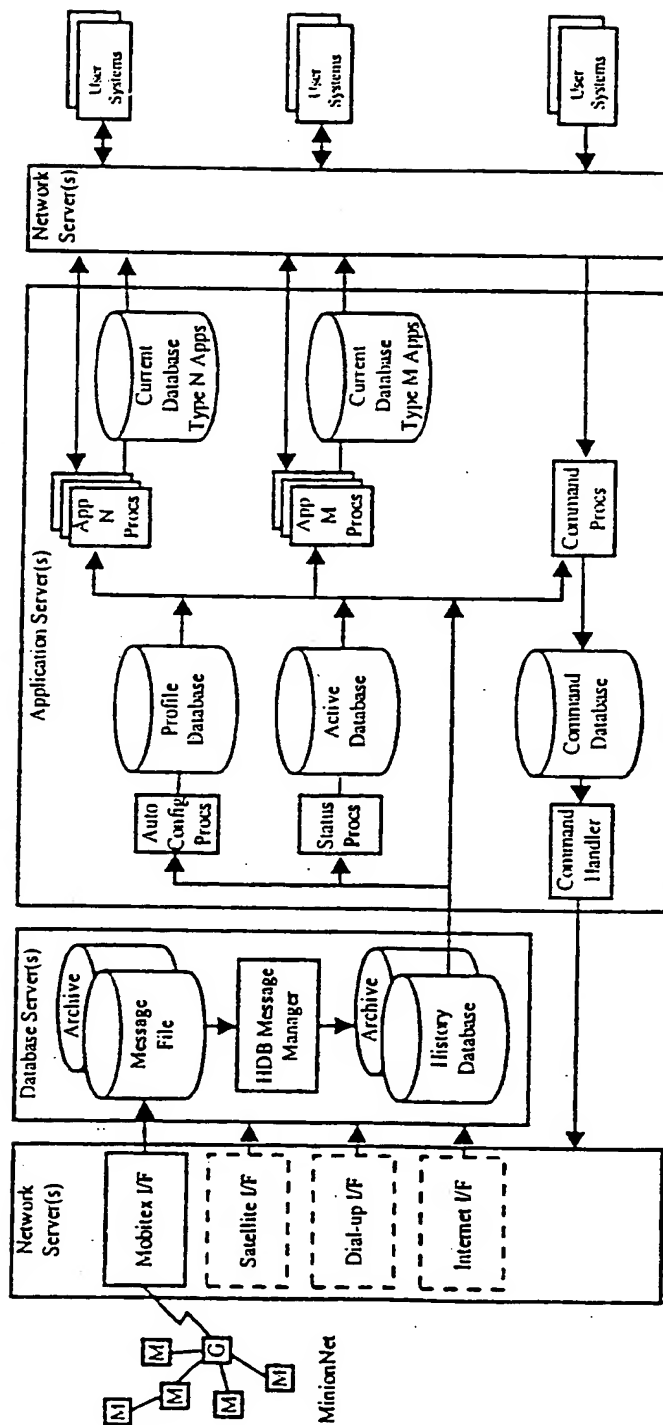 MinionNet
M
M
M
M
M
G
Network
Server(s)
Mobitex I/F
Satellite I/F
Dial-up I/F
Internet I/F
Database Server(s)
Archive
Message
File
HDB Message
Manager
Archive
History
Database
Application Server(s)
Auto
Config
Procs
Profile
Database
Status
Procs
Active
Database
Command
Handler
Command
Database
Command
Procs
App
N
Procs
Current
Database
Type N Apps
App
M
Procs
Current
Database
Type M Apps
Network
Server(s)
User
Systems
User
Systems
User
Systems